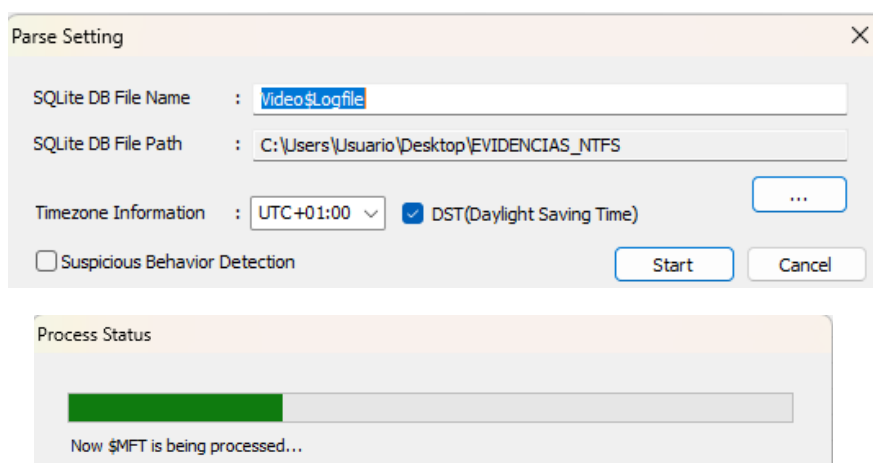 Parse Setting
SQLite DB File Name : Video$Logfile
SQLite DB File Path : C:\Users\Usuario\Desktop\EVIDENCIAS_NTFS
...
Timezone Information : UTC+01:00 DST(Daylight Saving Time)
Suspicious Behavior Detection Start Cancel
Process Status
Now $MFT is being processed...